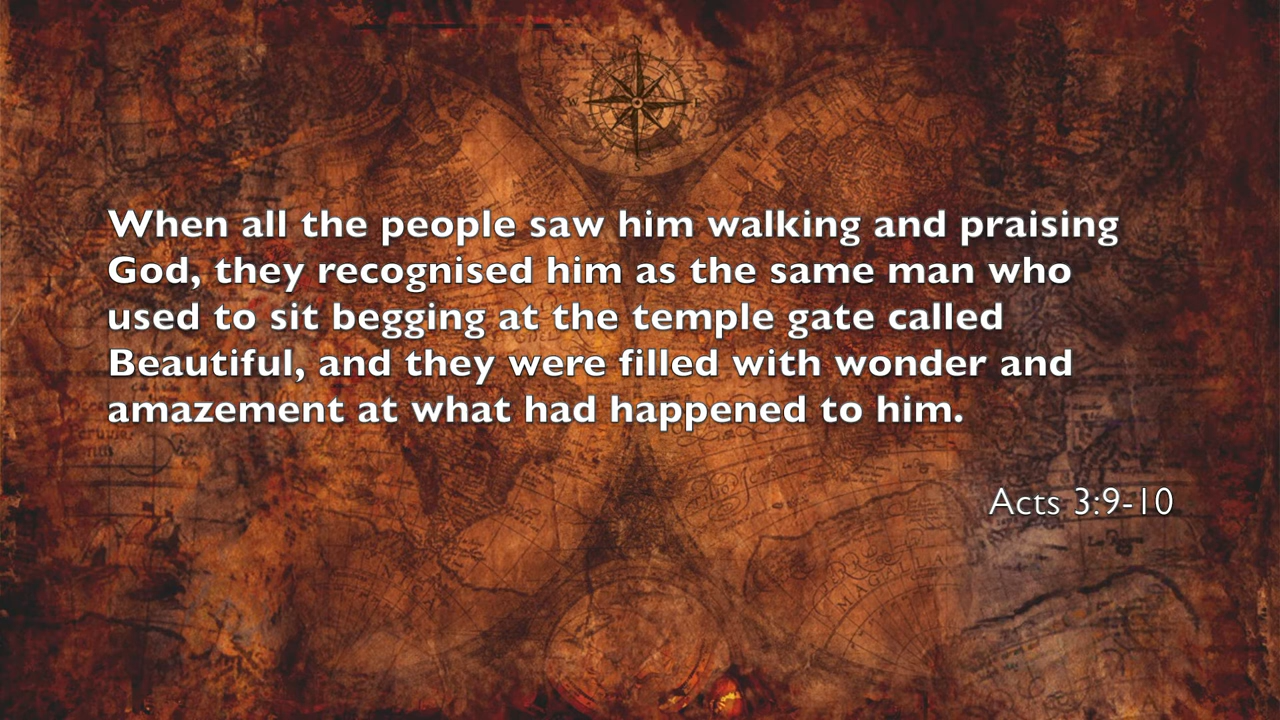 N
W
E
When all the people saw him walking and praising
God, they recognised him as the same man who
used to sit begging at the temple gate called
Beautiful, and they were filled with wonder and
amazement at what had happened to him.
Acts 3:9-10
MAGALLA